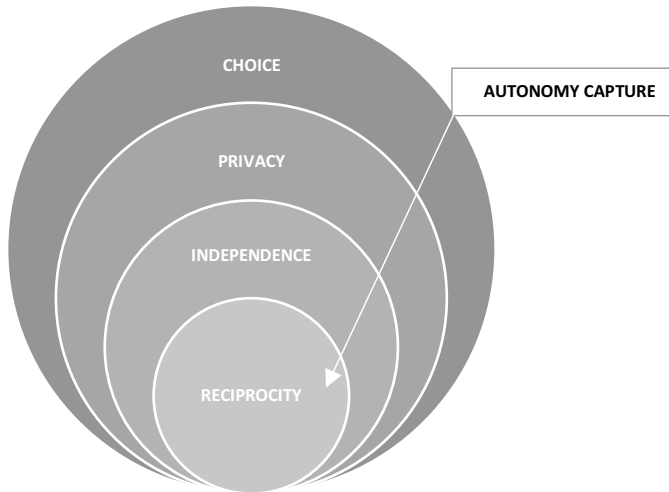 CHOICE
AUTONOMY CAPTURE
PRIVACY
INDEPENDENCE
RECIPROCITY